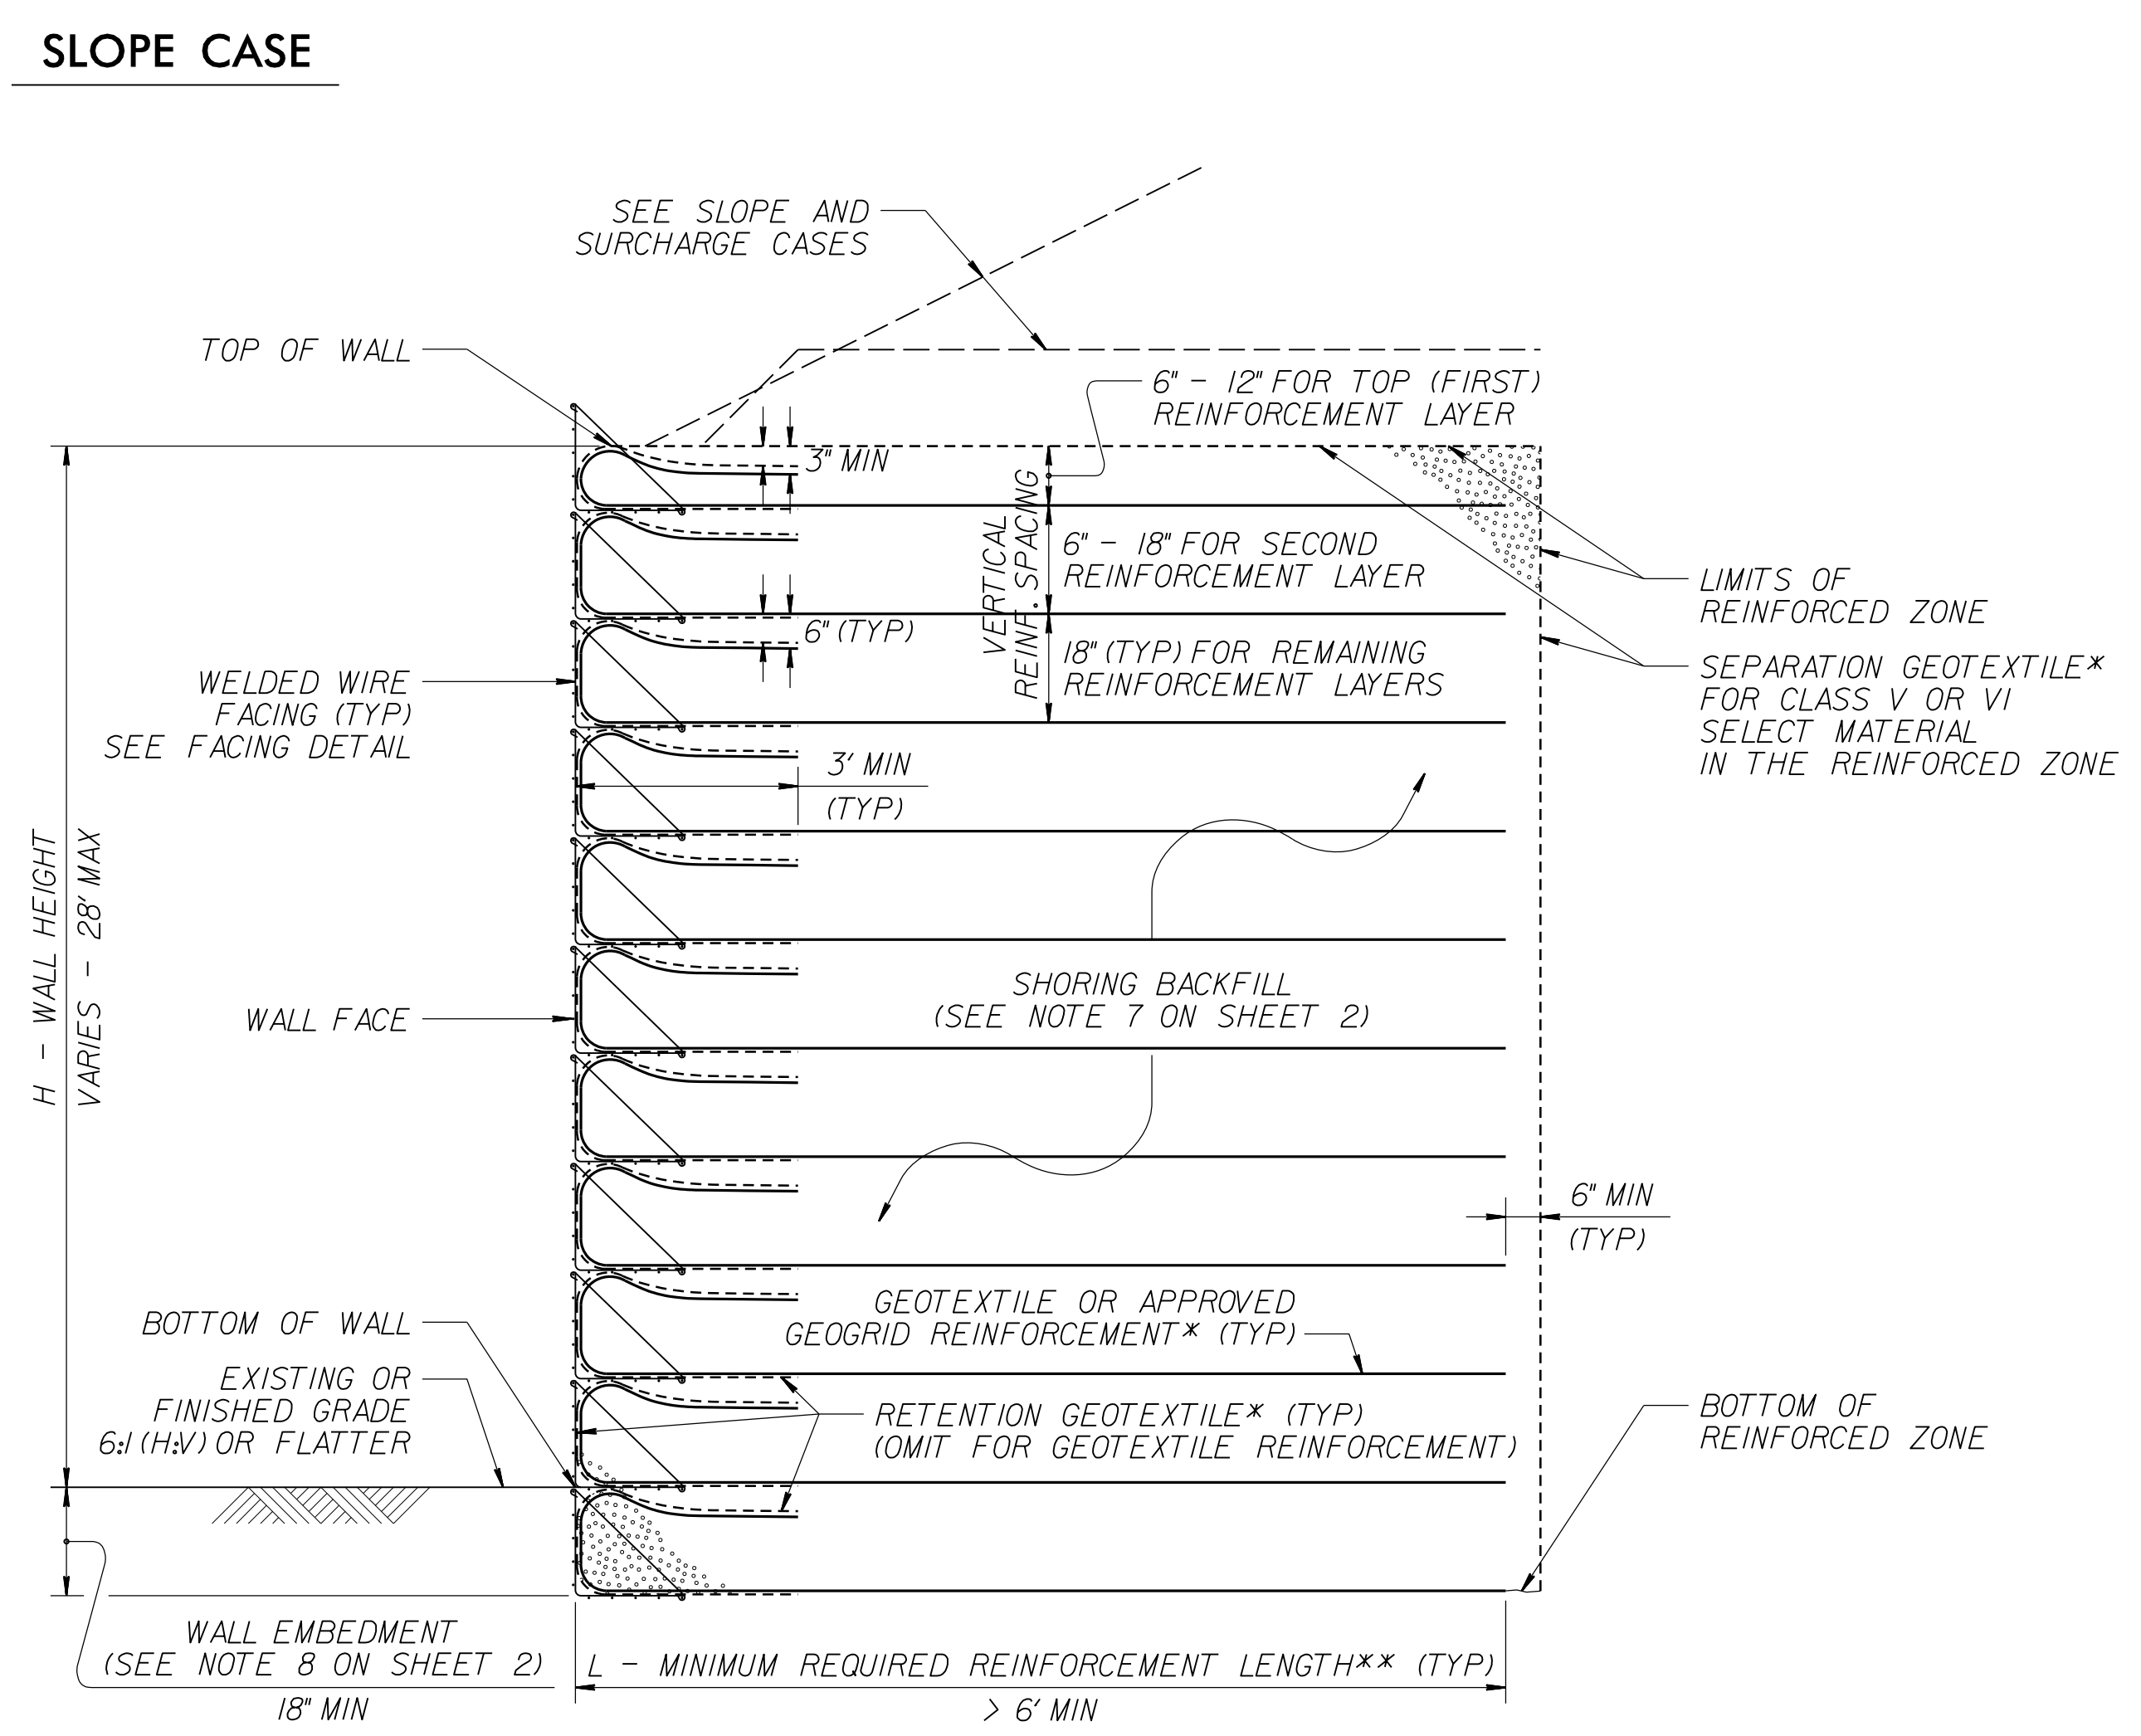 SLOPE CASE
SEE SLOPE AND
SURCHARGE CASES
TOP OF WALL
6" - 12" FOR TOP (FIRST)
REINFORCEMENT LAYER
3" MIN
VERTICAL
REINF. SPACING
6" - 18" FOR SECOND
REINFORCEMENT LAYER
LIMITS OF
REINFORCED ZONE
6" (TYP)
18" (TYP) FOR REMAINING
REINFORCEMENT LAYERS
SEPARATION GEOTEXTILE*
FOR CLASS V OR VI
SELECT MATERIAL
IN THE REINFORCED ZONE
WELDED WIRE
FACING (TYP)
SEE FACING DETAIL
3' MIN
(TYP)
H - WALL HEIGHT
VARIES - 28' MAX
WALL FACE
SHORING BACKFILL
(SEE NOTE 7 ON SHEET 2)
6" MIN
(TYP)
BOTTOM OF WALL
GEOTEXTILE OR APPROVED
GEOGRID REINFORCEMENT* (TYP)
EXISTING OR
FINISHED GRADE
6:1 (H:V) OR FLATTER
RETENTION GEOTEXTILE* (TYP)
(OMIT FOR GEOTEXTILE REINFORCEMENT)
BOTTOM OF
REINFORCED ZONE
WALL EMBEDMENT
(SEE NOTE 8 ON SHEET 2)
18" MIN
L - MINIMUM REQUIRED REINFORCEMENT LENGTH** (TYP)
> 6' MIN